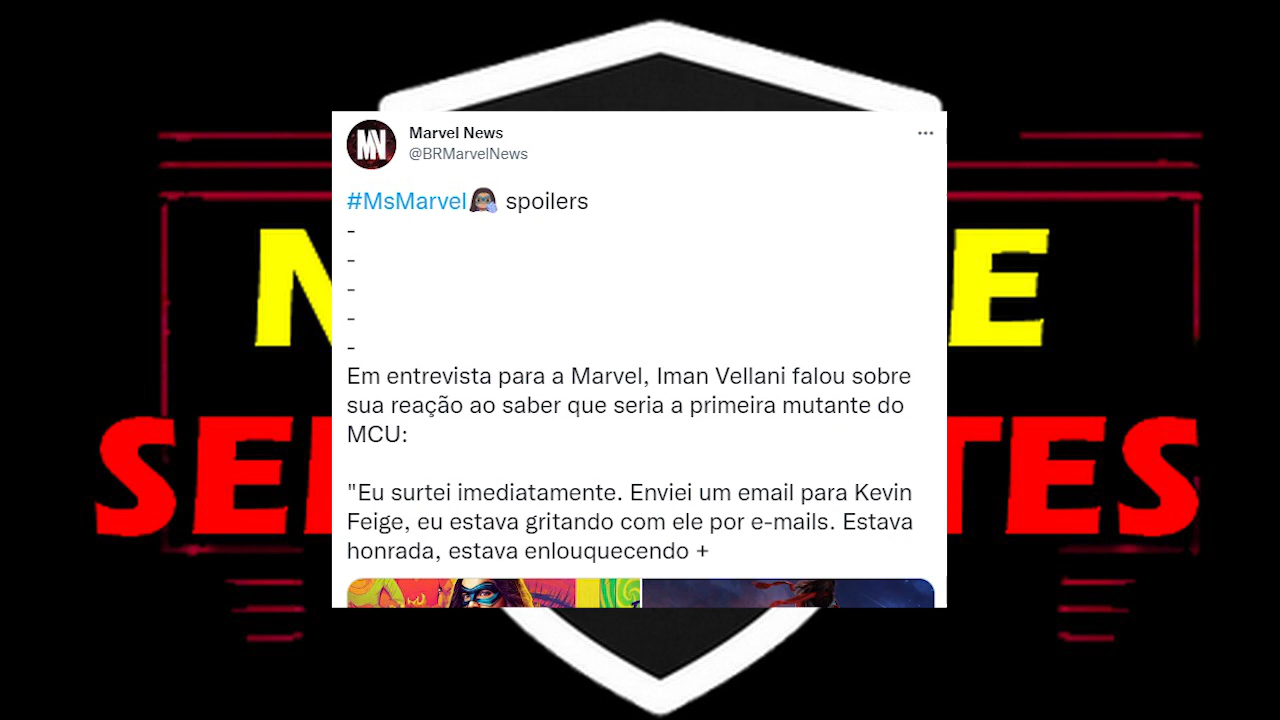 MN
Marvel News
@BRMarvelNews
#MsMarvel spoilers
-
-
-
-
-
Em entrevista para a Marvel, Iman Vellani falou sobre
sua reação ao saber que seria a primeira mutante do
MCU:
"Eu surtei imediatamente. Enviei um email para Kevin
Feige, eu estava gritando com ele por e-mails. Estava
honrada, estava enlouquecendo +